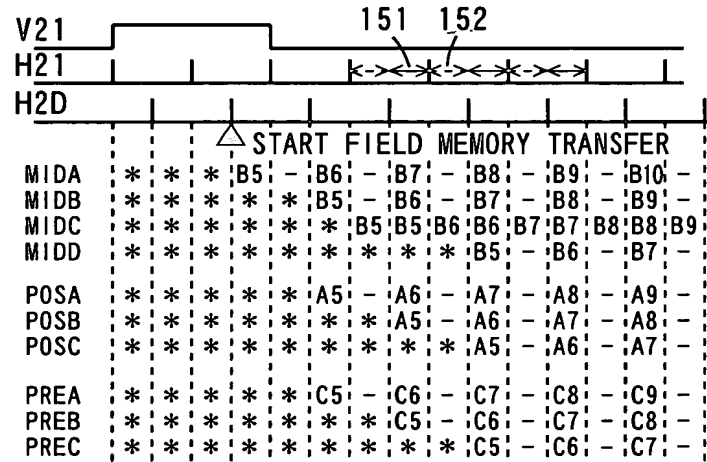 151 152
V21
H21
H2D
START FIELD MEMORY TRANSFER
MIDA * * * B5 - B6 - B7 - B8 - B9 - B10 -
MIDB * * * * * B5 - B6 - B7 - B8 - B9 -
MIDC * * * * * * B5 B5 B6 B6 B7 B7 B8 B8 B9
MIDD * * * * * * * * * B5 - B6 - B7 -
POSA * * * * * A5 - A6 - A7 - A8 - A9 -
POSB * * * * * * * A5 - A6 - A7 - A8 -
POSC * * * * * * * * * A5 - A6 - A7 -
PREA * * * * * C5 - C6 - C7 - C8 - C9 -
PREB * * * * * * * C5 - C6 - C7 - C8 -
PREC * * * * * * * * * C5 - C6 - C7 -